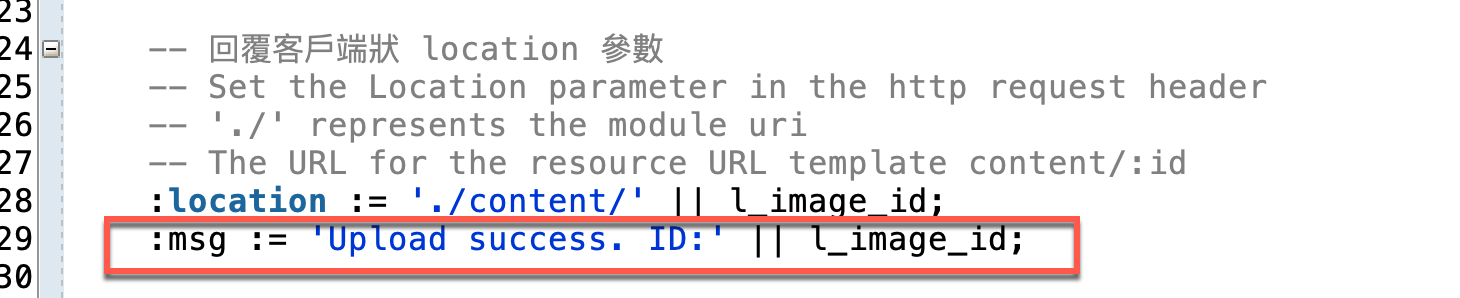 23
24 -- 回覆客戶端狀 location 參數
25 -- Set the Location parameter in the http request header
26 -- './' represents the module uri
27 -- The URL for the resource URL template content/:id
28 :location := './content/' || l_image_id;
29 :msg := 'Upload success. ID:' || l_image_id;
30